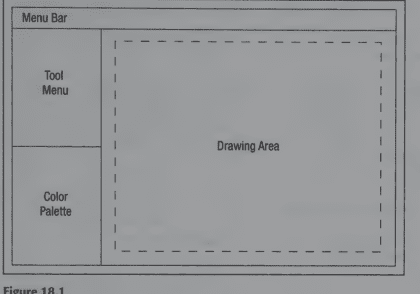 Menu Bar
Tool
Menu
Drawing Area
Color
Palette
Figure 18.1